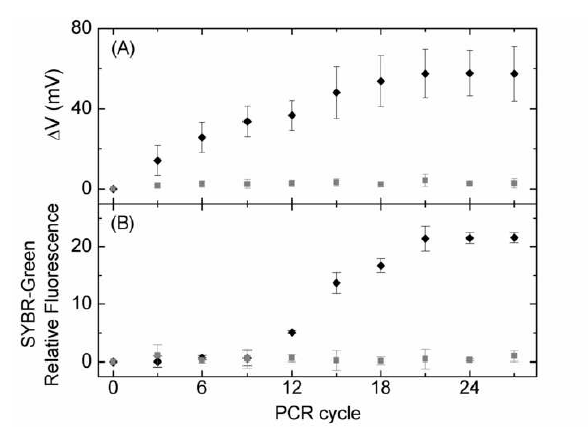 (A)
ΔV (mV)
80
40
0
(B)
SYBR-Green
Relative Fluorescence
20
10
0
0 6 12 18 24
PCR cycle